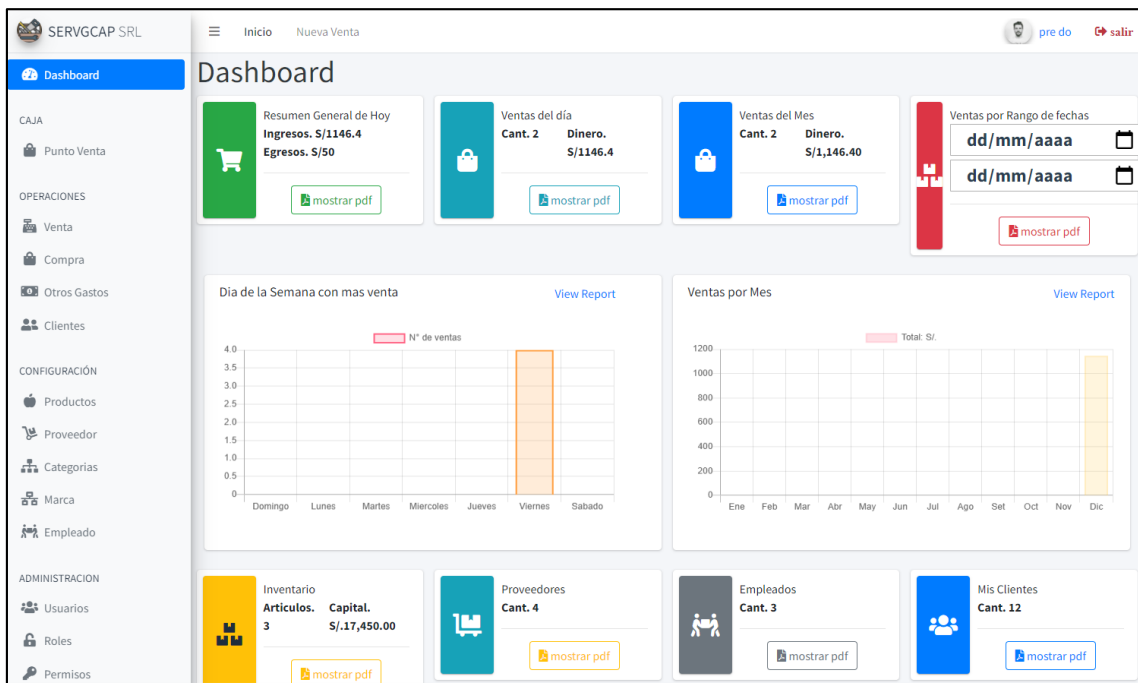 SERVGCAP SRL
Inicio Nueva Venta
pre do salir
Dashboard
CAJA
Punto Venta
OPERACIONES
Venta
Compra
Otros Gastos
Clientes
CONFIGURACIÓN
Productos
Proveedor
Categorias
Marca
Empleado
ADMINISTRACION
Usuarios
Roles
Permisos
Dashboard
Resumen General de Hoy
Ingresos. S/1146.4
Egresos. S/50
mostrar pdf
Ventas del día
Cant. 2 Dinero.
S/1146.4
mostrar pdf
Ventas del Mes
Cant. 2 Dinero.
S/1,146.40
mostrar pdf
Ventas por Rango de fechas
dd/mm/aaaa
dd/mm/aaaa
mostrar pdf
Dia de la Semana con mas venta View Report
N° de ventas
4.0
3.5
3.0
2.5
2.0
1.5
1.0
0.5
0
Domingo Lunes Martes Miercoles Jueves Viernes Sabado
Ventas por Mes View Report
Total: S/.
1200
1000
800
600
400
200
0
Ene Feb Mar Abr May Jun Jul Ago Set Oct Nov Dic
Inventario
Articulos. Capital.
3 S/.17,450.00
mostrar pdf
Proveedores
Cant. 4
mostrar pdf
Empleados
Cant. 3
mostrar pdf
Mis Clientes
Cant. 12
mostrar pdf